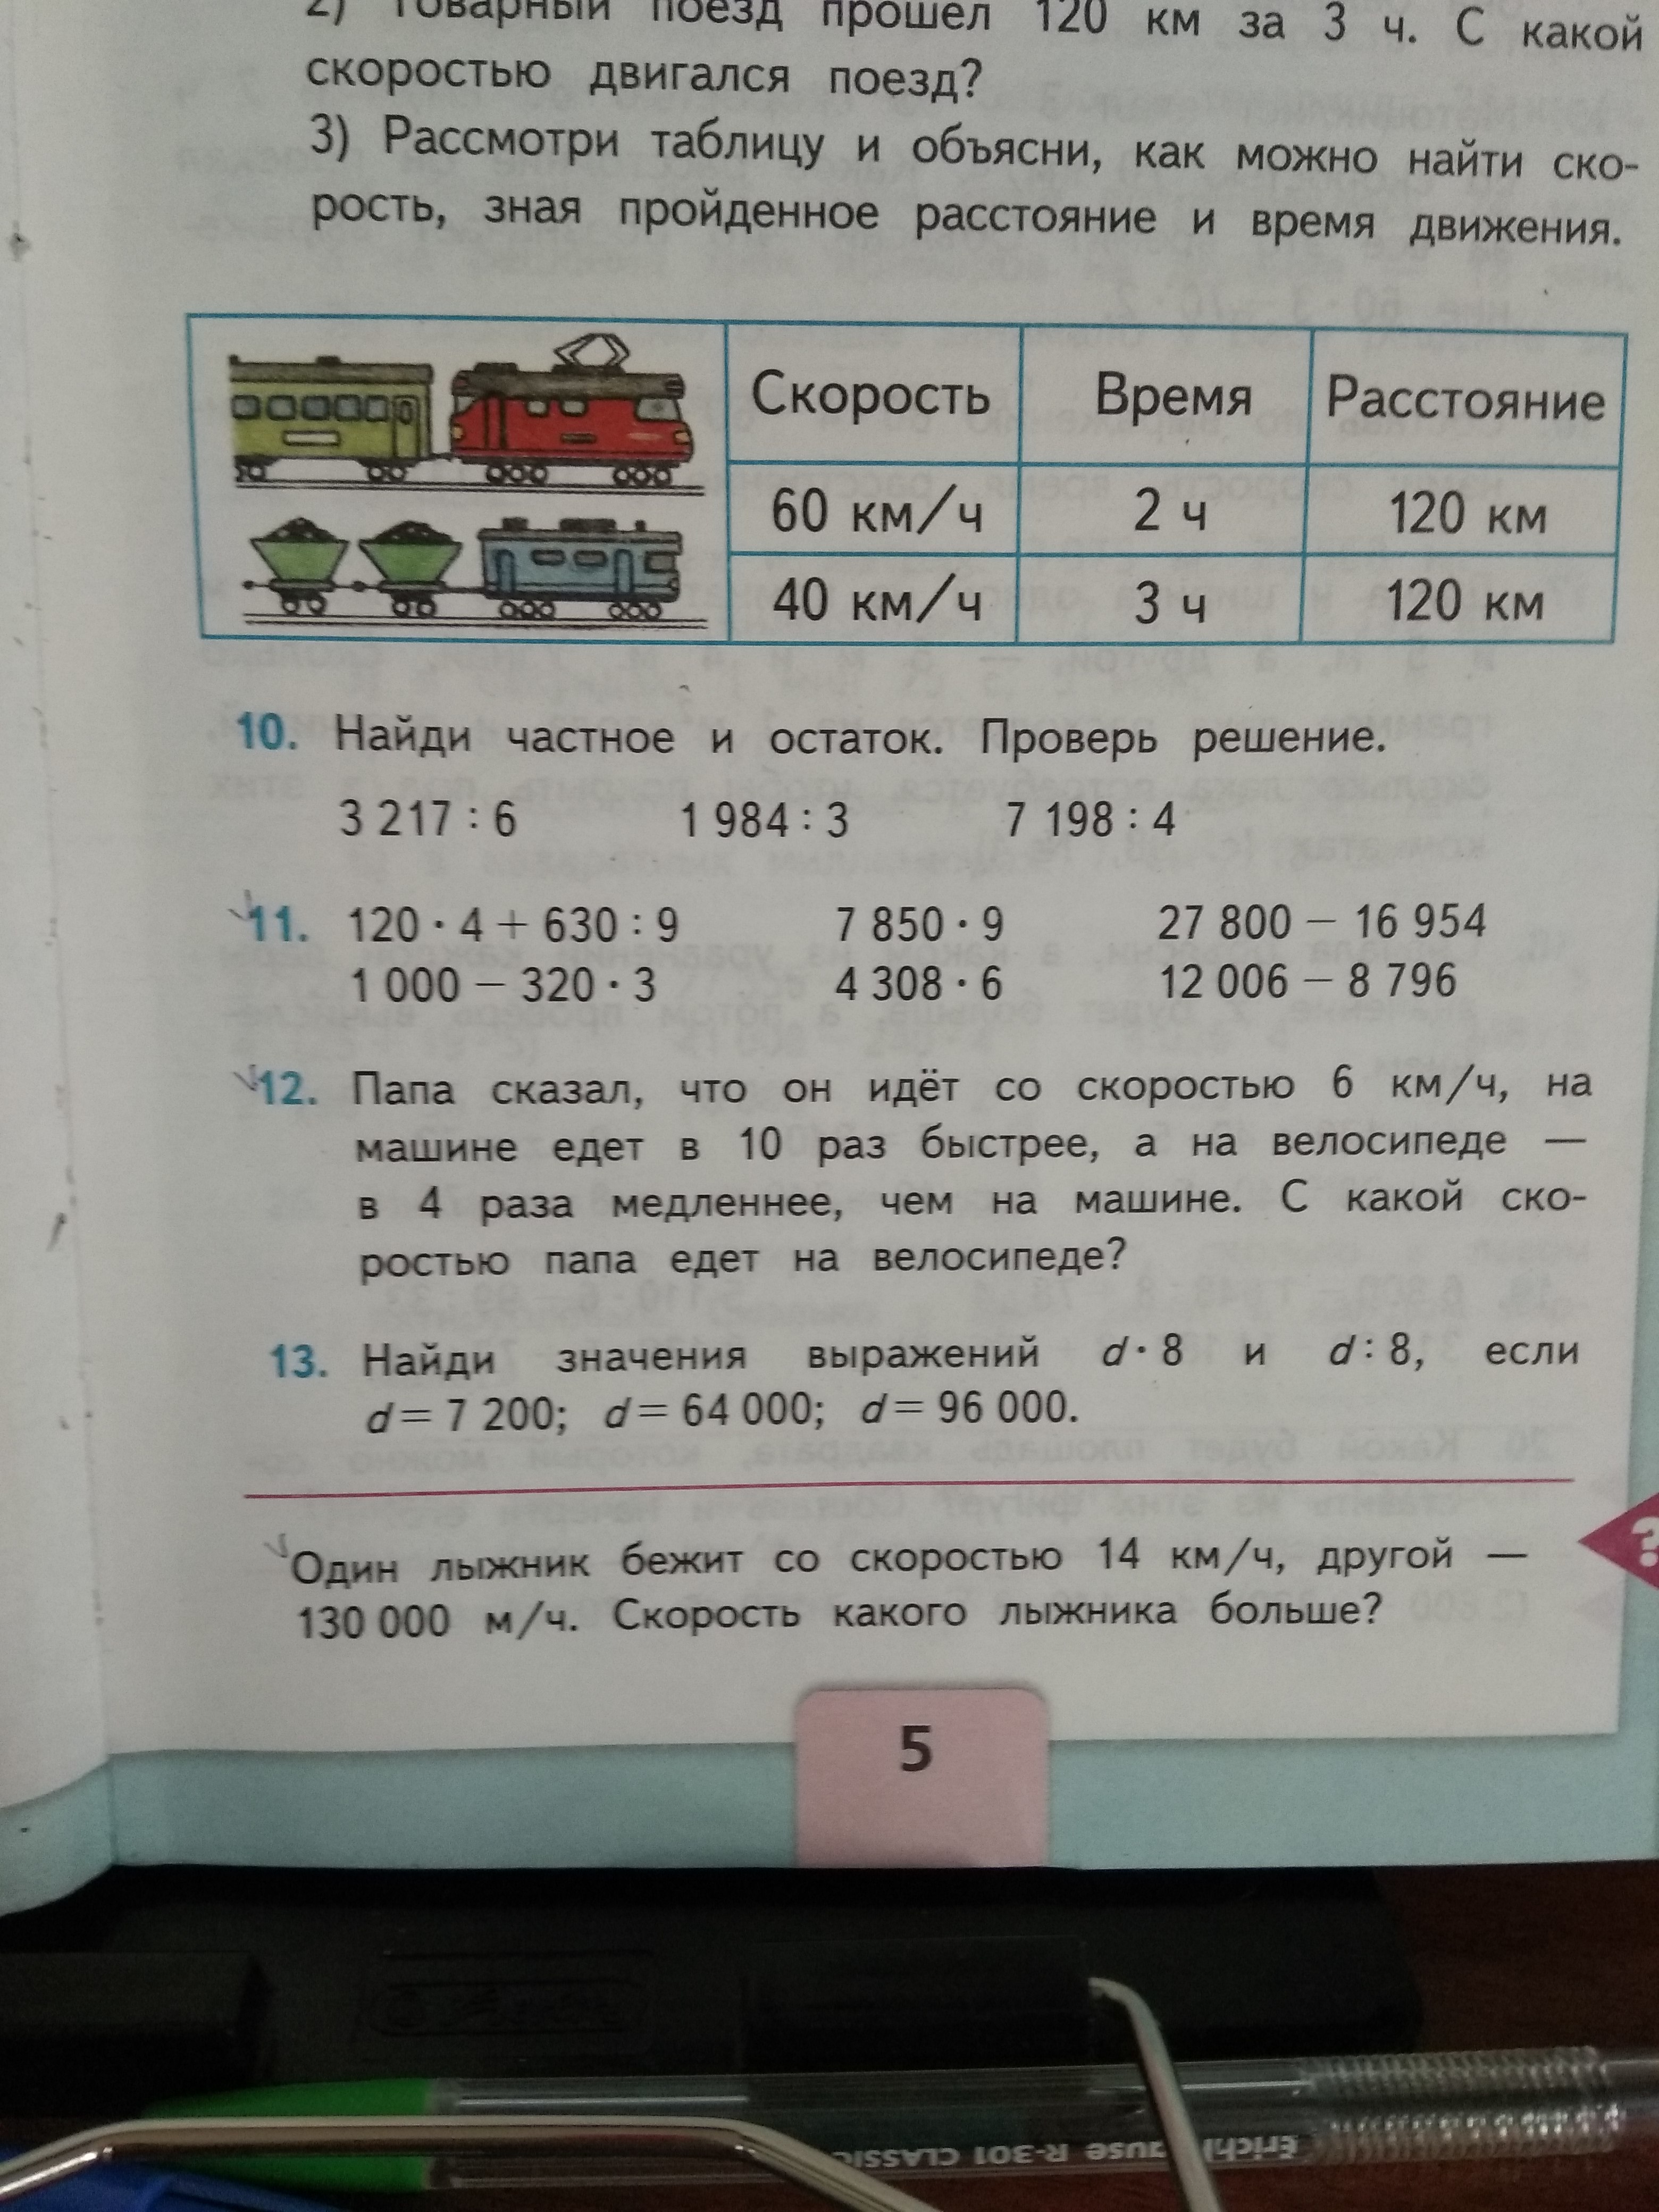 2) Товарный поезд прошёл 120 км за 3 ч. С какой
скоростью двигался поезд?
3) Рассмотри таблицу и объясни, как можно найти ско-
рость, зная пройденное расстояние и время движения.
Скорость Время Расстояние
60 км/ч 2 ч 120 км
40 км/ч 3 ч 120 км
10. Найди частное и остаток. Проверь решение.
3 217 : 6 1 984 : 3 7 198 : 4
11. 120 · 4 + 630 : 9 7 850 · 9 27 800 − 16 954
1 000 − 320 · 3 4 308 · 6 12 006 − 8 796
12. Папа сказал, что он идёт со скоростью 6 км/ч, на
машине едет в 10 раз быстрее, а на велосипеде —
в 4 раза медленнее, чем на машине. С какой ско-
ростью папа едет на велосипеде?
13. Найди значения выражений d · 8 и d : 8, если
d = 7 200; d = 64 000; d = 96 000.
?
Один лыжник бежит со скоростью 14 км/ч, другой —
130 000 м/ч. Скорость какого лыжника больше?
5
R-301 CLASSIC